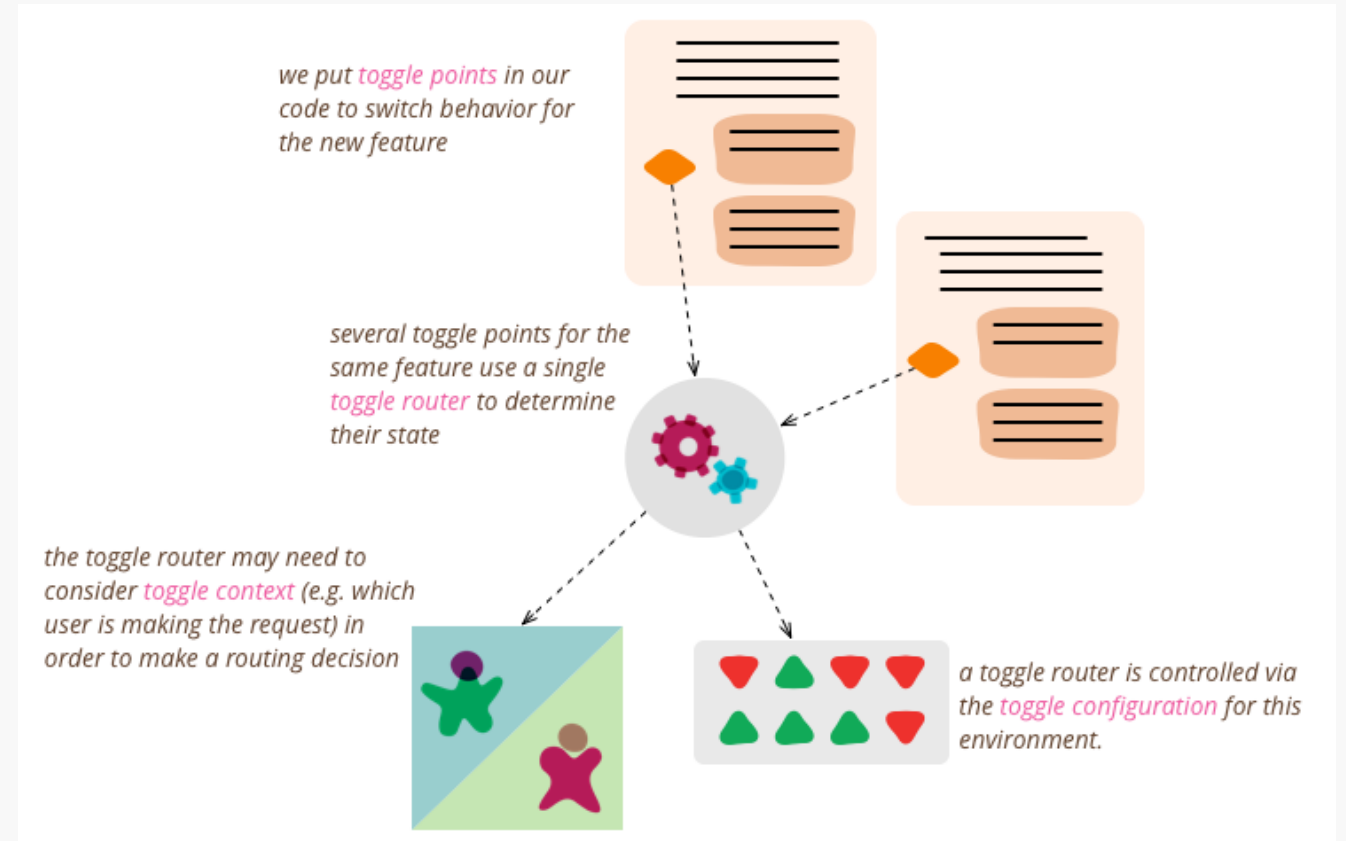 we put toggle points in our
code to switch behavior for
the new feature
several toggle points for the
same feature use a single
toggle router to determine
their state
the toggle router may need to
consider toggle context (e.g. which
user is making the request) in
order to make a routing decision
a toggle router is controlled via
the toggle configuration for this
environment.